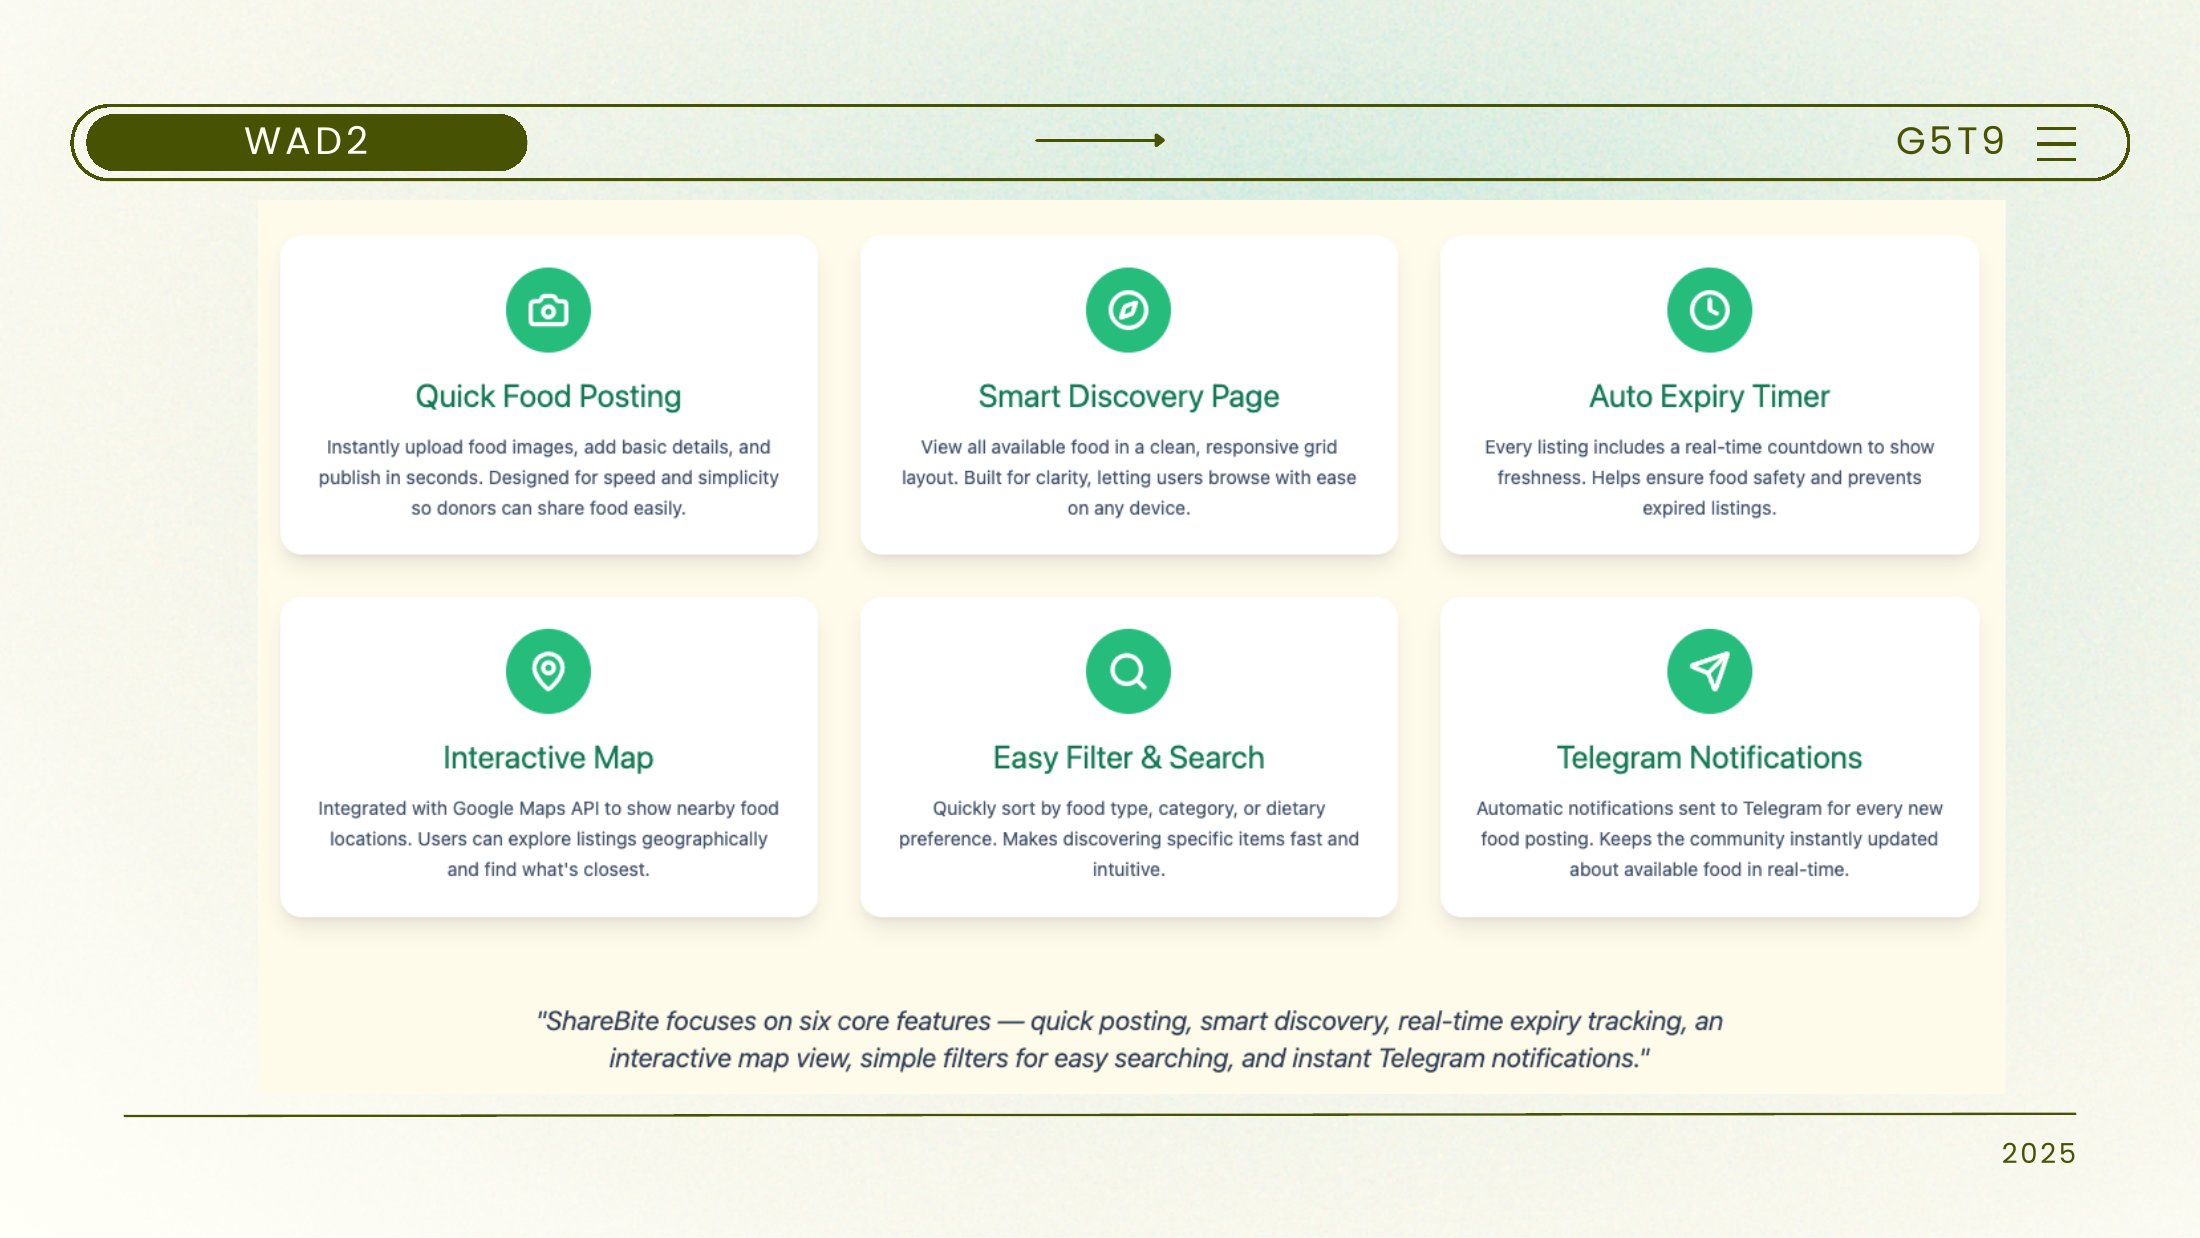 WAD2
G5T9
Quick Food Posting
Instantly upload food images, add basic details, and
publish in seconds. Designed for speed and simplicity
so donors can share food easily.
Smart Discovery Page
View all available food in a clean, responsive grid
layout. Built for clarity, letting users browse with ease
on any device.
Auto Expiry Timer
Every listing includes a real-time countdown to show
freshness. Helps ensure food safety and prevents
expired listings.
Interactive Map
Integrated with Google Maps API to show nearby food
locations. Users can explore listings geographically
and find what's closest.
Easy Filter & Search
Quickly sort by food type, category, or dietary
preference. Makes discovering specific items fast and
intuitive.
Telegram Notifications
Automatic notifications sent to Telegram for every new
food posting. Keeps the community instantly updated
about available food in real-time.
"ShareBite focuses on six core features — quick posting, smart discovery, real-time expiry tracking, an
interactive map view, simple filters for easy searching, and instant Telegram notifications."
2025